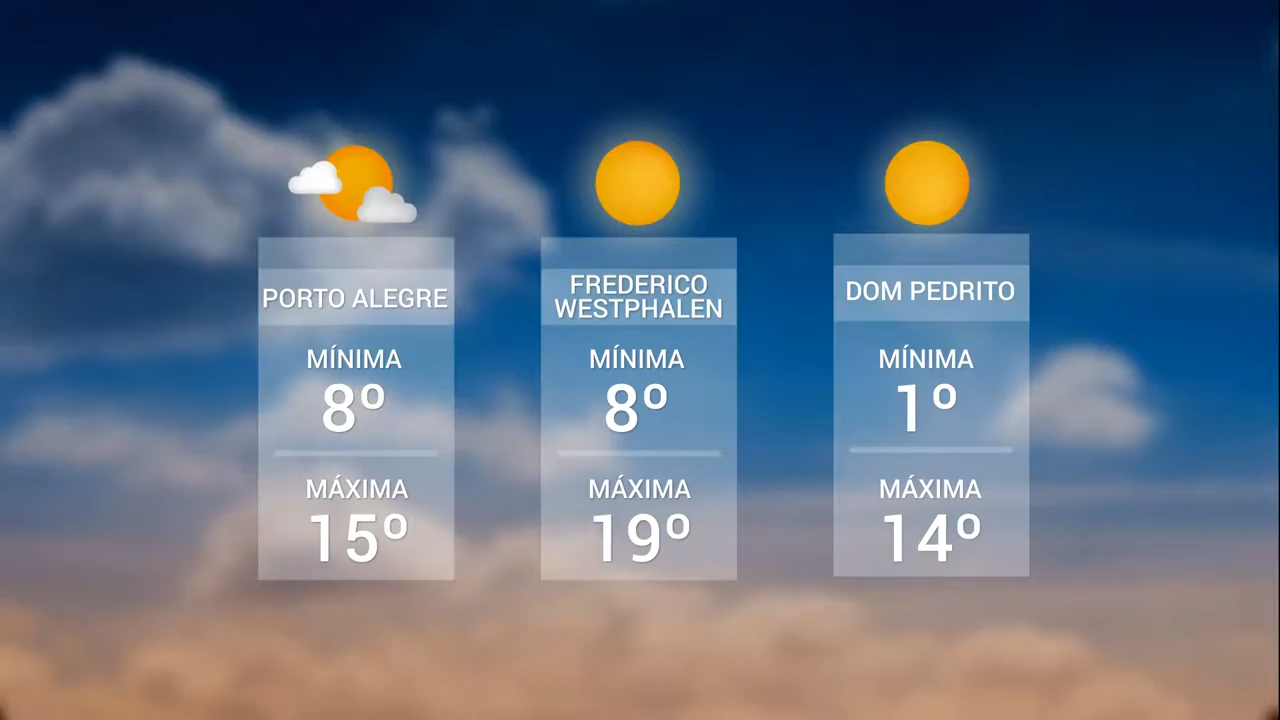 PORTO ALEGRE
MÍNIMA
8º
MÁXIMA
15º
FREDERICO
WESTPHALEN
MÍNIMA
8º
MÁXIMA
19º
DOM PEDRITO
MÍNIMA
1º
MÁXIMA
14º